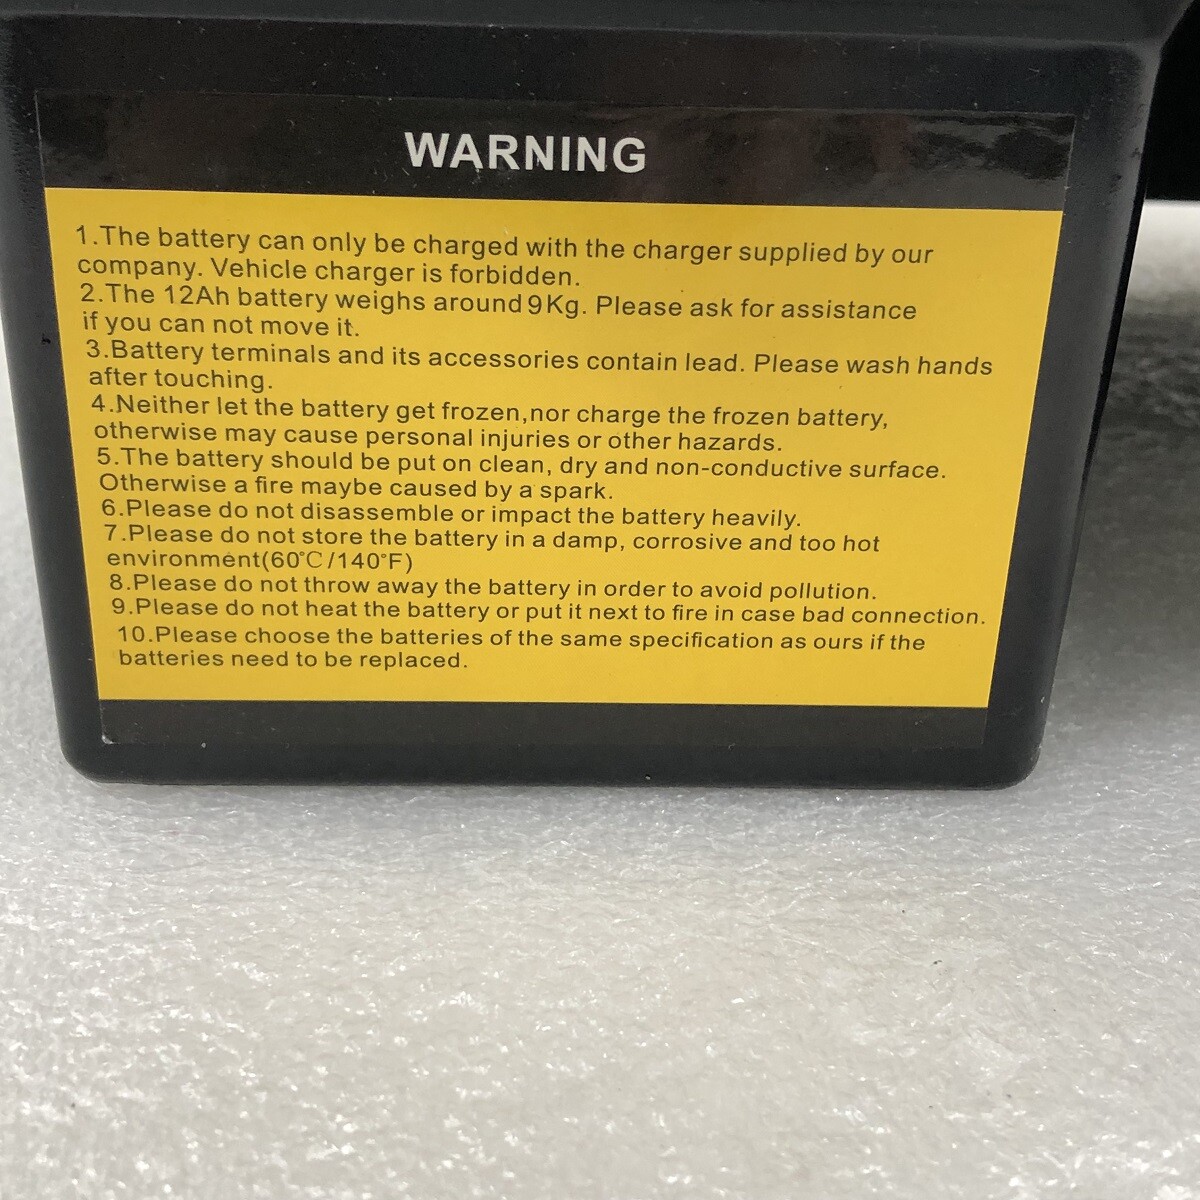 WARNING
1.The battery can only be charged with the charger supplied by our
company. Vehicle charger is forbidden.
2.The 12Ah battery weighs around 9Kg. Please ask for assistance
if you can not move it.
3.Battery terminals and its accessories contain lead. Please wash hands
after touching.
4.Neither let the battery get frozen,nor charge the frozen battery,
otherwise may cause personal injuries or other hazards.
5.The battery should be put on clean, dry and non-conductive surface.
Otherwise a fire maybe caused by a spark.
6.Please do not disassemble or impact the battery heavily.
7.Please do not store the battery in a damp, corrosive and too hot
environment(60℃/140°F)
8.Please do not throw away the battery in order to avoid pollution.
9.Please do not heat the battery or put it next to fire in case bad connection.
10.Please choose the batteries of the same specification as ours if the
batteries need to be replaced.